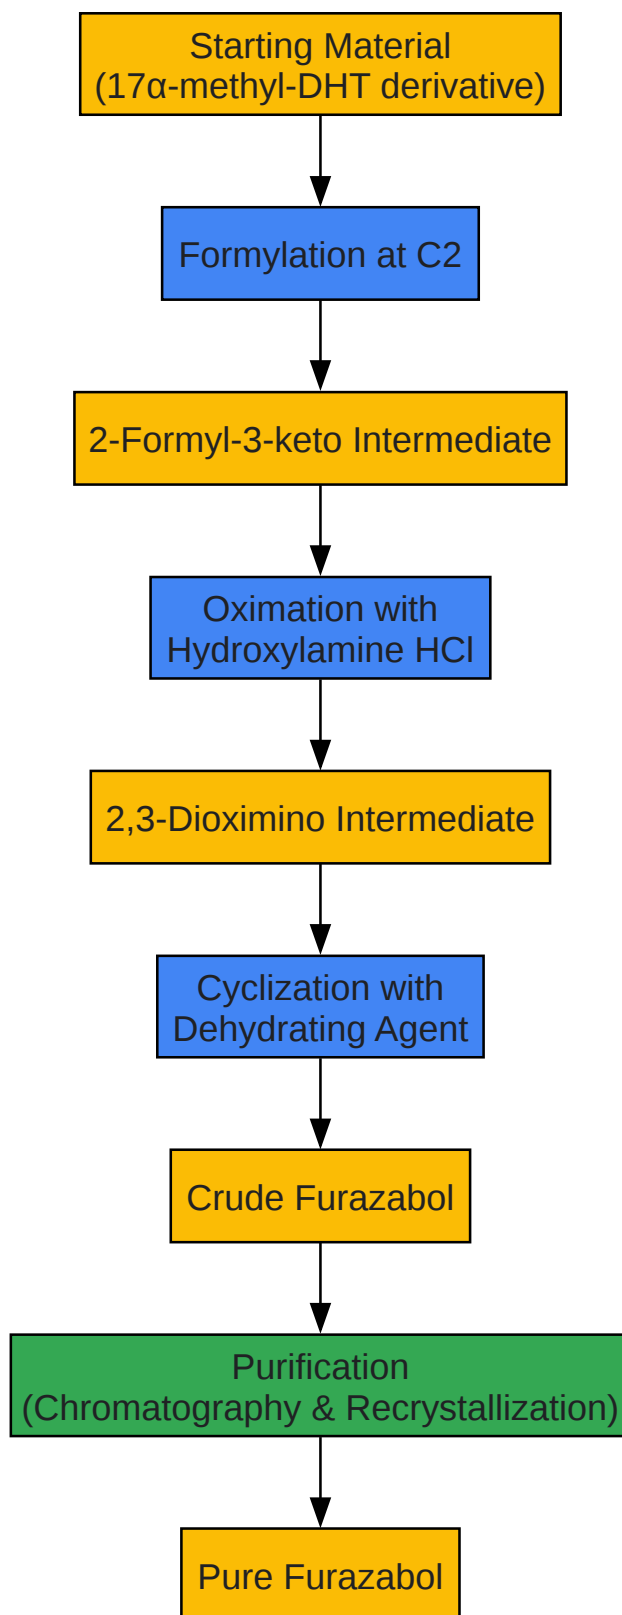 Starting Material
(17α-methyl-DHT derivative)
Formylation at C2
2-Formyl-3-keto Intermediate
Oximation with
Hydroxylamine HCl
2,3-Dioximino Intermediate
Cyclization with
Dehydrating Agent
Crude Furazabol
Purification
(Chromatography & Recrystallization)
Pure Furazabol